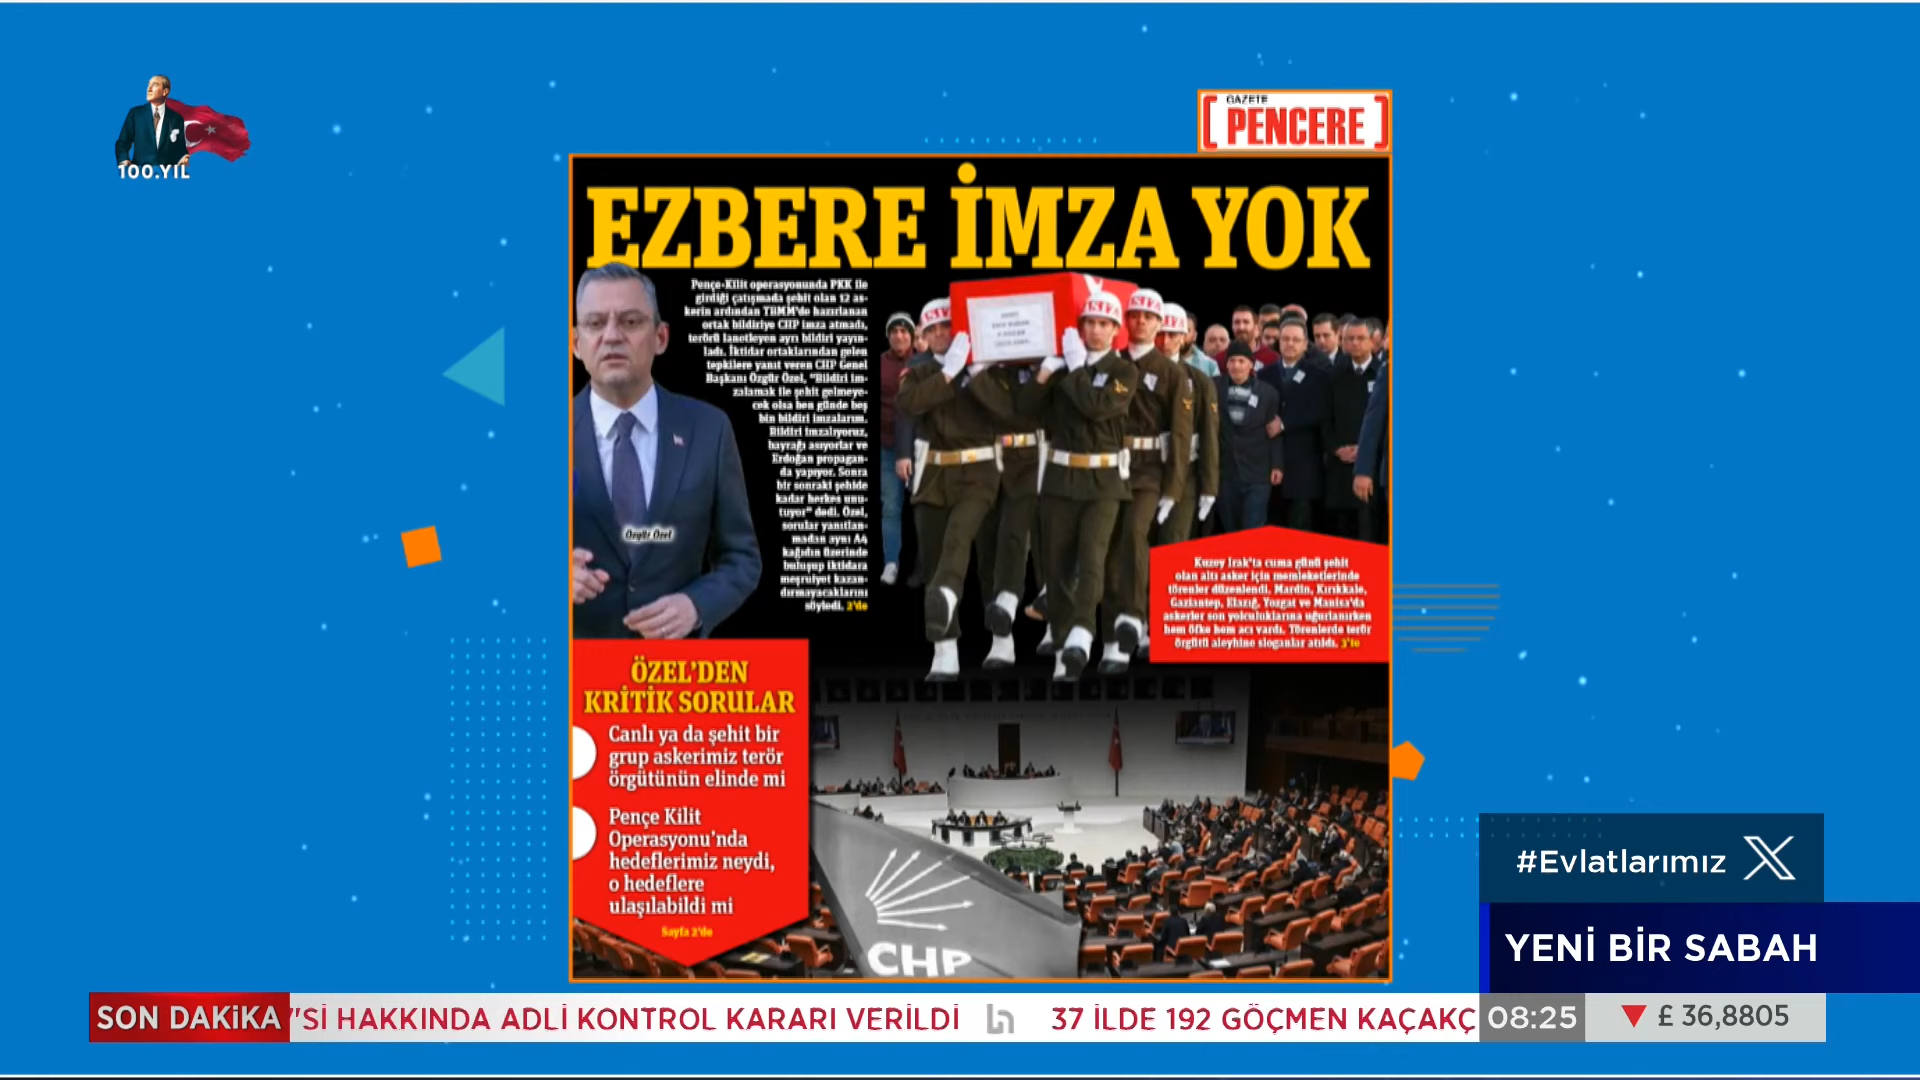 100.YIL
GAZETE
PENCERE
EZBERE İMZA YOK
Pençe-Kilit operasyonunda PKK ile
girdiği çatışmada şehit olan 12 as-
kerin ardından TBMM'de hazırlanan
ortak bildiriye CHP imza atmadı,
terörü lanetleyen ayrı bildiri yayın-
ladı. İktidar ortaklarından gelen
tepkilere yanıt veren CHP Genel
Başkanı Özgür Özel, "Bildiri im-
zalamak ile şehit gelmeye-
cek olsa ben günde beş
bin bildiri imzalarım.
Bildiri imzalıyoruz,
bayrağı asıyorlar ve
Erdoğan propagan-
da yapıyor. Sonra
bir sonraki şehide
kadar herkes unu-
tuyor" dedi. Özel,
sorular yanıtlan-
madan aynı A4
kağıdın üzerinde
buluşup iktidara
meşruiyet kazan-
dırmayacaklarını
söyledi. 2'de
Özgür Özel
Kuzey Irak'ta cuma günü şehit
olan altı asker için memleketlerinde
törenler düzenlendi. Mardin, Kırıkkale,
Gaziantep, Elazığ, Yozgat ve Manisa'da
askerler son yolculuklarına uğurlanırken
hem öfke hem acı vardı. Törenlerde terör
örgütü aleyhine sloganlar atıldı. 3'te
ÖZEL'DEN
KRİTİK SORULAR
Canlı ya da şehit bir
grup askerimiz terör
örgütünün elinde mi
Pençe Kilit
Operasyonu'nda
hedeflerimiz neydi,
o hedeflere
ulaşılabildi mi
Sayfa 2'de
CHP
#Evlatlarımız X
YENİ BİR SABAH
SON DAKİKA "Sİ HAKKINDA ADLİ KONTROL KARARI VERİLDİ 37 İLDE 192 GÖÇMEN KAÇAKÇ 08:25 £ 36,8805